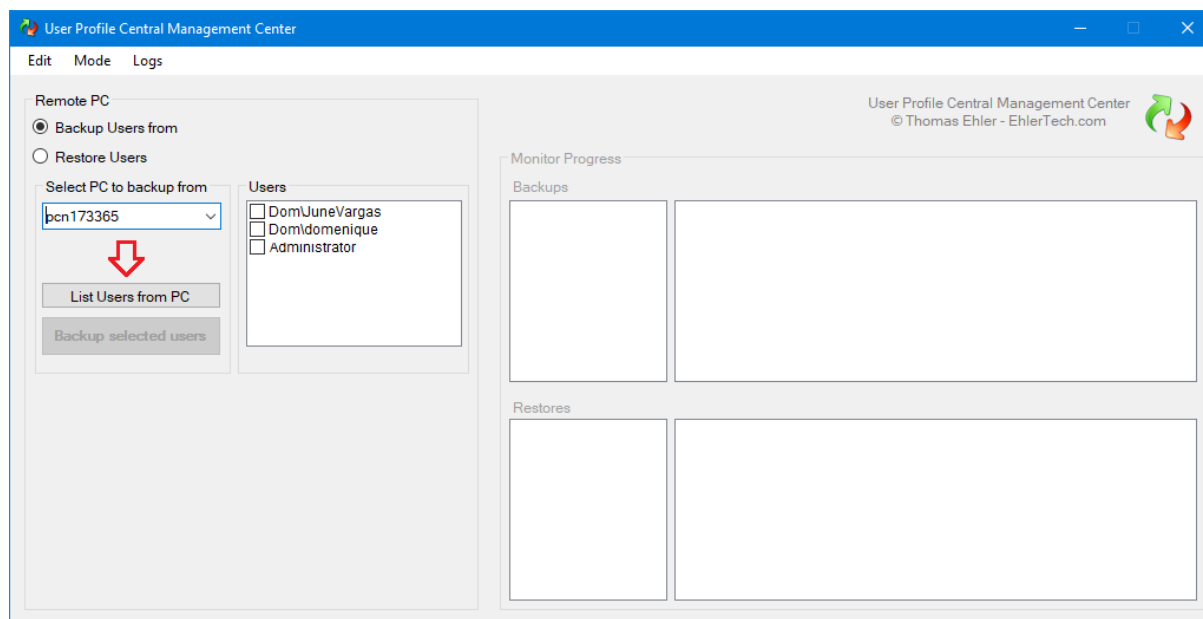 User Profile Central Management Center
Edit Mode Logs
Remote PC
Backup Users from
Restore Users
Select PC to backup from
pcn173365
List Users from PC
Backup selected users
Users
Dom\JuneVargas
Dom\domenique
Administrator
User Profile Central Management Center
© Thomas Ehler - EhlerTech.com
Monitor Progress
Backups
Restores